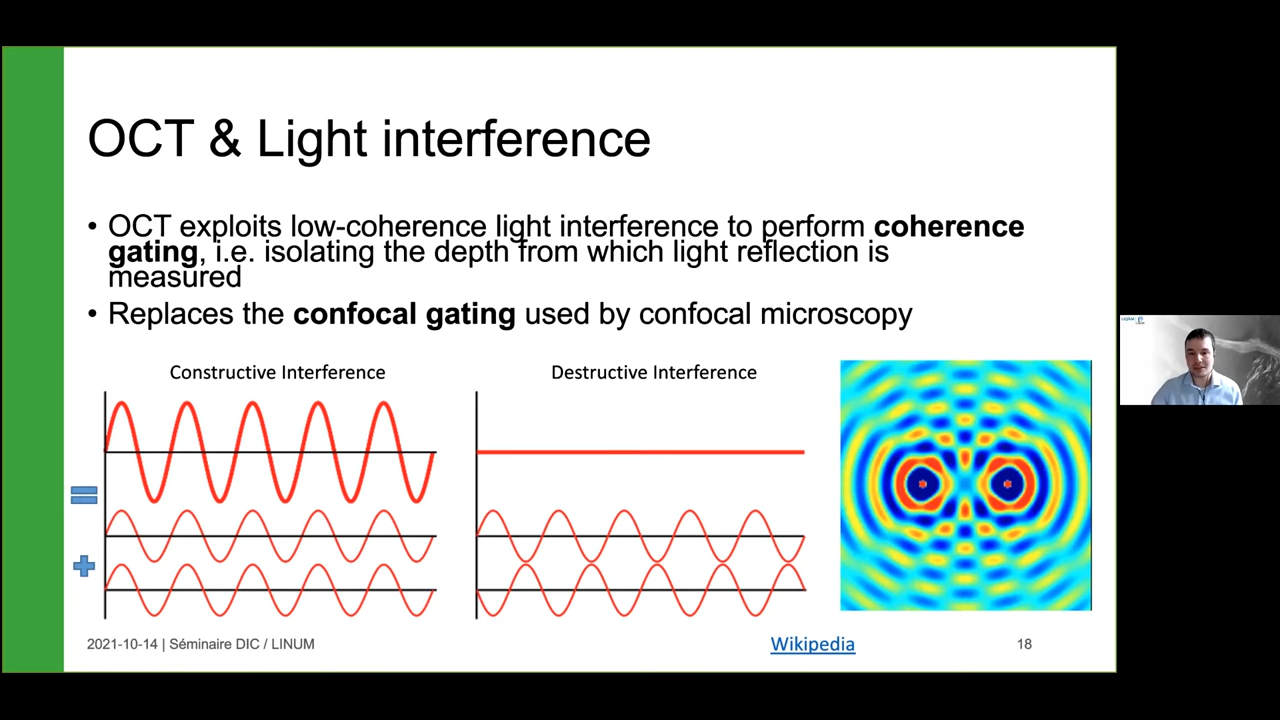 OCT & Light interference
• OCT exploits low-coherence light interference to perform coherence
gating, i.e. isolating the depth from which light reflection is
measured
• Replaces the confocal gating used by confocal microscopy
Constructive Interference
Destructive Interference
2021-10-14 | Séminaire DIC / LINUM
Wikipedia
18